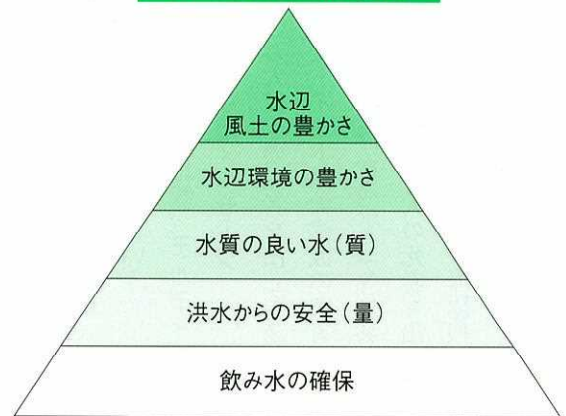 水辺
風土の豊かさ
水辺環境の豊かさ
水質の良い水(質)
洪水からの安全(量)
飲み水の確保